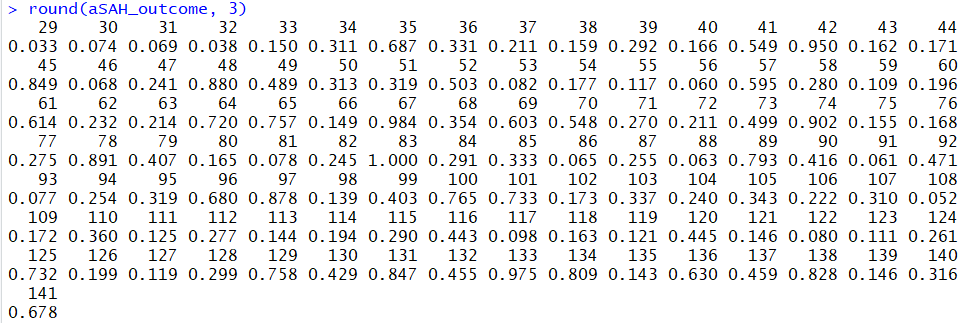 > round(aSAH_outcome, 3)
29 30 31 32 33 34 35 36 37 38 39 40 41 42 43 44
0.033 0.074 0.069 0.038 0.150 0.311 0.687 0.331 0.211 0.159 0.292 0.166 0.549 0.950 0.162 0.171
45 46 47 48 49 50 51 52 53 54 55 56 57 58 59 60
0.849 0.068 0.241 0.880 0.489 0.313 0.319 0.503 0.082 0.177 0.117 0.060 0.595 0.280 0.109 0.196
61 62 63 64 65 66 67 68 69 70 71 72 73 74 75 76
0.614 0.232 0.214 0.720 0.757 0.149 0.984 0.354 0.603 0.548 0.270 0.211 0.499 0.902 0.155 0.168
77 78 79 80 81 82 83 84 85 86 87 88 89 90 91 92
0.275 0.891 0.407 0.165 0.078 0.245 1.000 0.291 0.333 0.065 0.255 0.063 0.793 0.416 0.061 0.471
93 94 95 96 97 98 99 100 101 102 103 104 105 106 107 108
0.077 0.254 0.319 0.680 0.878 0.139 0.403 0.765 0.733 0.173 0.337 0.240 0.343 0.222 0.310 0.052
109 110 111 112 113 114 115 116 117 118 119 120 121 122 123 124
0.172 0.360 0.125 0.277 0.144 0.194 0.290 0.443 0.098 0.163 0.121 0.445 0.146 0.080 0.111 0.261
125 126 127 128 129 130 131 132 133 134 135 136 137 138 139 140
0.732 0.199 0.119 0.299 0.758 0.429 0.847 0.455 0.975 0.809 0.143 0.630 0.459 0.828 0.146 0.316
141
0.678